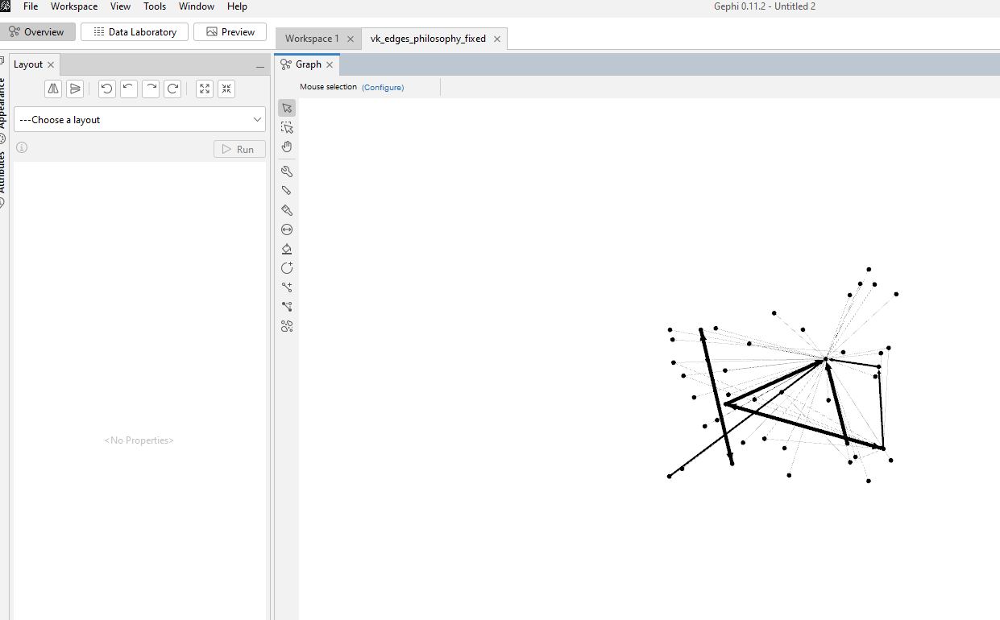 File Workspace View Tools Window Help
Gephi 0.11.2 - Untitled 2
Overview Data Laboratory Preview
Workspace 1 vk_edges_philosophy_fixed
Layout
Graph
Appearance
Mouse selection (Configure)
---Choose a layout
Run
Attributes
<No Properties>